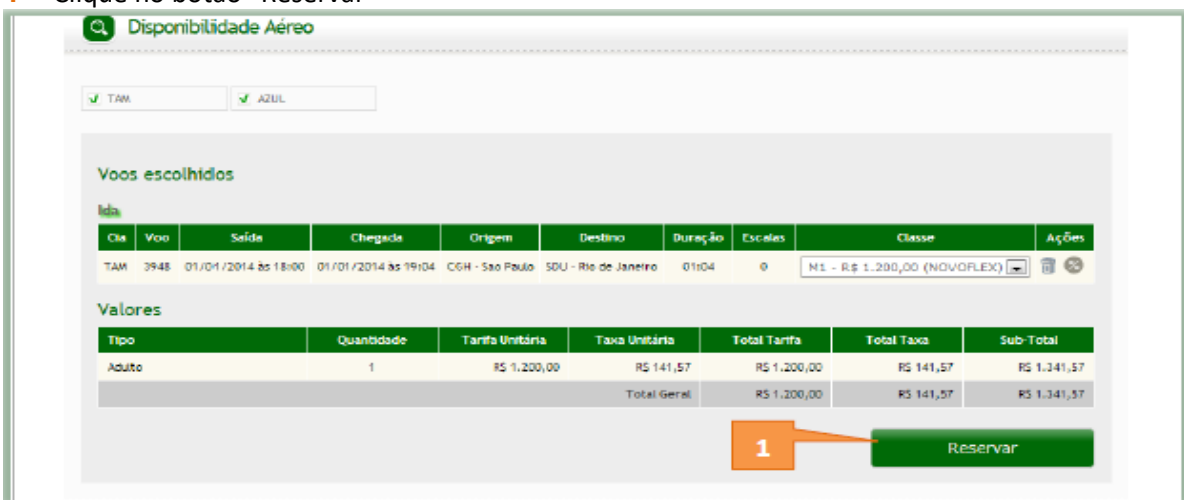 Clique no botão "Reservar"
Disponibilidade Aéreo
TAM AZUL
Voos escolhidos
Ida
Cia Voo Saída Chegada Origem Destino Duração Escalas Classe Ações
TAM 3948 01/01/2014 às 18:00 01/01/2014 às 19:04 CGH - Sao Paulo SDU - Rio de Janeiro 01:04 0 N1 - R$ 1.200,00 (NOVOFLEX)
Valores
Tipo Quantidade Tarifa Unitária Taxa Unitária Total Tarifa Total Taxa Sub-Total
Adulto 1 R$ 1.200,00 R$ 141,57 R$ 1.200,00 R$ 141,57 R$ 1.341,57
Total Geral R$ 1.200,00 R$ 141,57 R$ 1.341,57
1 Reservar